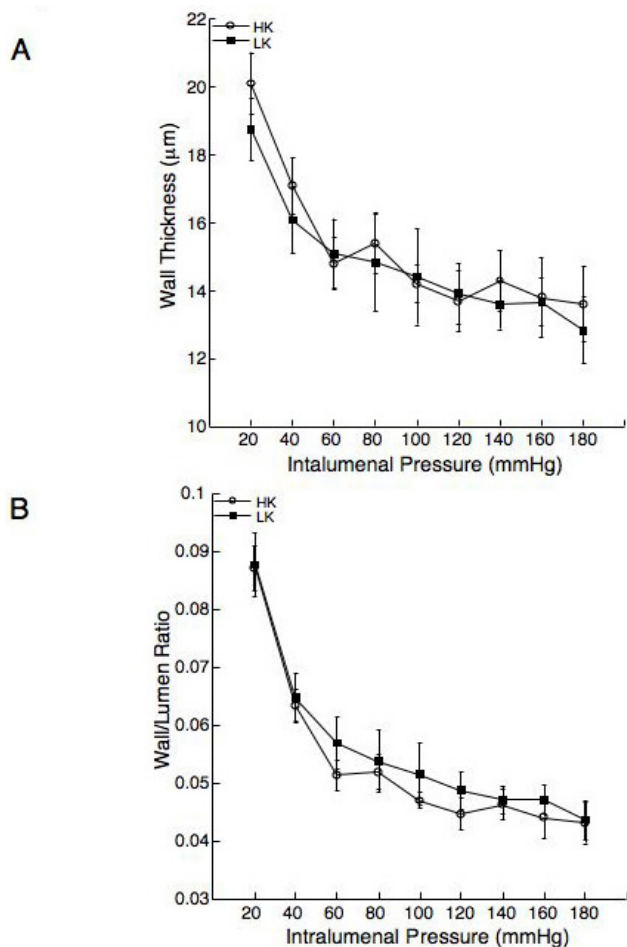 A
HK
LK
Wall Thickness (μm)
22
20
18
16
14
12
10
20 40 60 80 100 120 140 160 180
Intalumenal Pressure (mmHg)
B
HK
LK
Wall/Lumen Ratio
0.1
0.09
0.08
0.07
0.06
0.05
0.04
0.03
20 40 60 80 100 120 140 160 180
Intralumenal Pressure (mmHg)